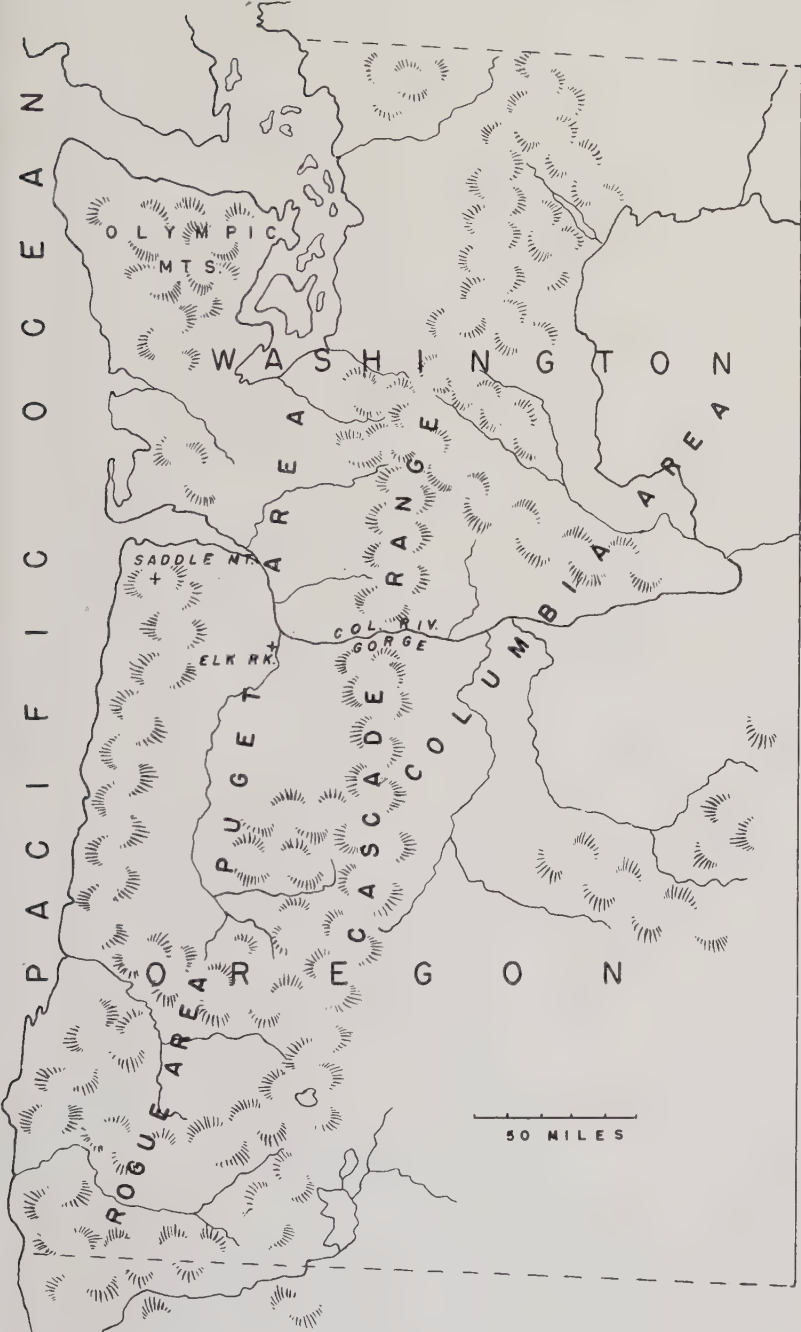 PACIFIC OCEAN
OLYMPIC
MTS.
WASHINGTON
PUGET AREA
CASCADE RANGE
COLUMBIA AREA
SADDLE MT.
COL. RIV.
GORGE
ELK RK.
OREGON
ROGUE AREA
50 MILES